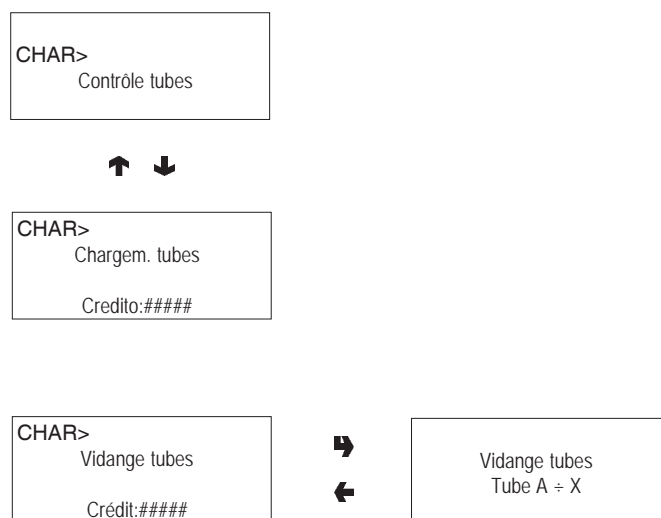 CHAR>
Contrôle tubes
CHAR>
Chargem. tubes
Credito:#####
CHAR>
Vidange tubes
Crédit:#####
Vidange tubes
Tube A ÷ X